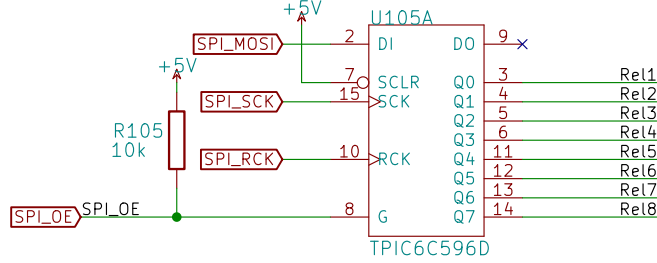 +5V
U105A
SPI_MOSI 2 DI DO 9
+5V
7 SCLR Q0 3 Rel1
SPI_SCK 15 SCK Q1 4 Rel2
Q2 5 Rel3
R105
10k
Q3 6 Rel4
SPI_RCK 10 RCK Q4 11 Rel5
Q5 12 Rel6
Q6 13 Rel7
SPI_OE SPI_OE 8 G Q7 14 Rel8
TPIC6C596D